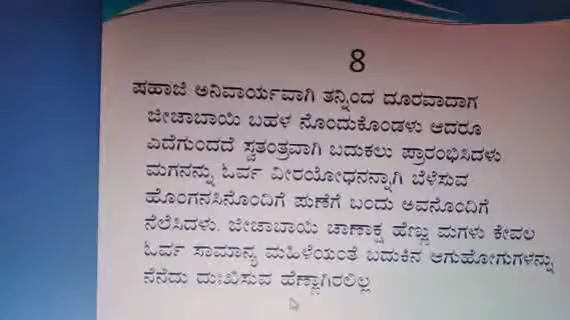 8
ಷಹಾಜಿ ಅನಿವಾರ್ಯವಾಗಿ ತನ್ನಿಂದ ದೂರವಾದಾಗ
ಜೀಜಾಬಾಯಿ ಬಹಳ ನೊಂದುಕೊಂಡಳು ಆದರೂ
ಎದೆಗುಂದದೆ ಸ್ವತಂತ್ರವಾಗಿ ಬದುಕಲು ಪ್ರಾರಂಭಿಸಿದಳು
ಮಗನನ್ನು ಓರ್ವ ವೀರಯೋಧನನ್ನಾಗಿ ಬೆಳೆಸುವ
ಹೊಂಗನಸಿನೊಂದಿಗೆ ಪುಣೆಗೆ ಬಂದು ಅವನೊಂದಿಗೆ
ನೆಲೆಸಿದಳು. ಜೀಜಾಬಾಯಿ ಚಾಣಾಕ್ಷ ಹೆಣ್ಣು ಮಗಳು ಕೇವಲ
ಓರ್ವ ಸಾಮಾನ್ಯ ಮಹಿಳೆಯಂತೆ ಬದುಕಿನ ಆಗುಹೋಗುಗಳನ್ನು
ನೆನೆದು ದುಃಖಿಸುವ ಹೆಣ್ಣಾಗಿರಲಿಲ್ಲ